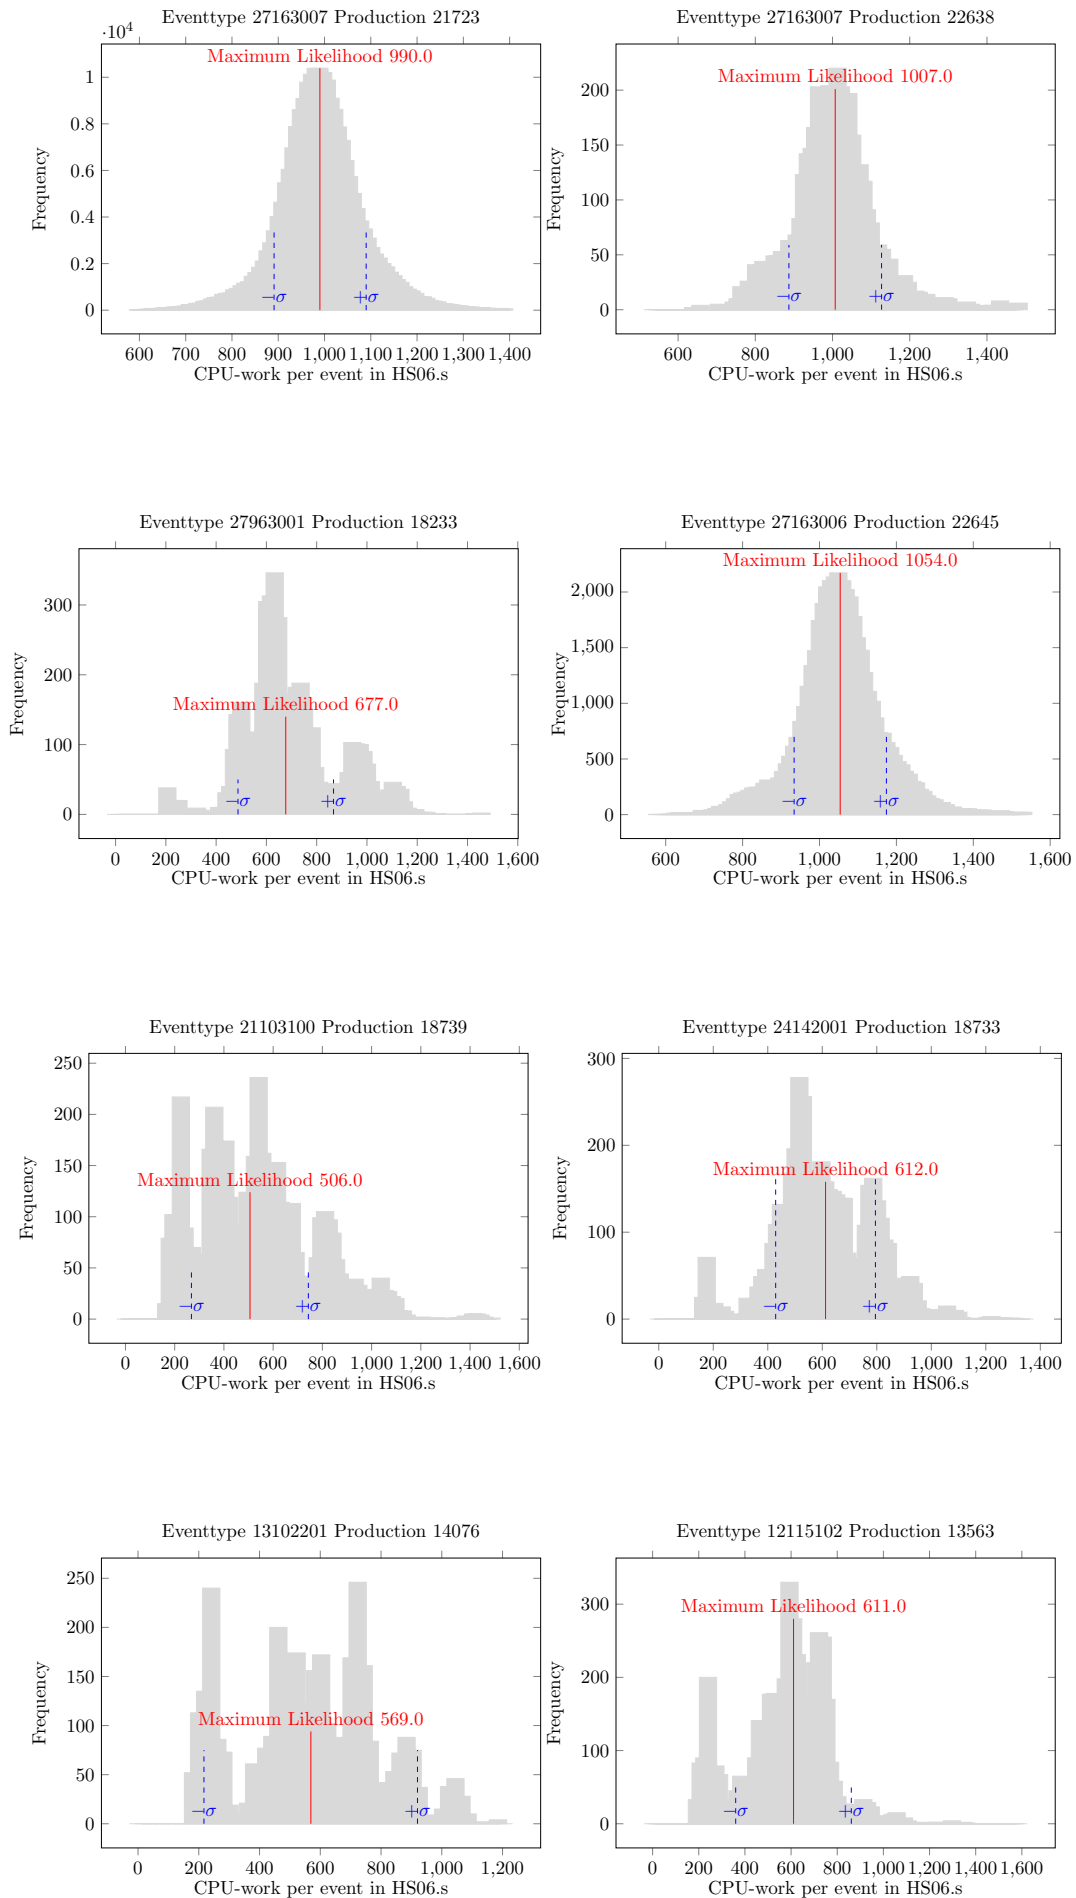 Eventtype 27163007 Production 21723
·10⁴
Maximum Likelihood 990.0
1
0.8
0.6
0.4
0.2
0
Frequency
−σ
+σ
600 700 800 900 1,000 1,100 1,200 1,300 1,400
CPU-work per event in HS06.s
Eventtype 27163007 Production 22638
Maximum Likelihood 1007.0
200
150
100
50
0
Frequency
−σ
+σ
600 800 1,000 1,200 1,400
CPU-work per event in HS06.s
Eventtype 27963001 Production 18233
300
200
Maximum Likelihood 677.0
100
0
Frequency
−σ
+σ
0 200 400 600 800 1,000 1,200 1,400 1,600
CPU-work per event in HS06.s
Eventtype 27163006 Production 22645
Maximum Likelihood 1054.0
2,000
1,500
1,000
500
0
Frequency
−σ
+σ
600 800 1,000 1,200 1,400 1,600
CPU-work per event in HS06.s
Eventtype 21103100 Production 18739
250
200
150
Maximum Likelihood 506.0
100
50
0
Frequency
−σ
+σ
0 200 400 600 800 1,000 1,200 1,400 1,600
CPU-work per event in HS06.s
Eventtype 24142001 Production 18733
300
200
Maximum Likelihood 612.0
100
0
Frequency
−σ
+σ
0 200 400 600 800 1,000 1,200 1,400
CPU-work per event in HS06.s
Eventtype 13102201 Production 14076
250
200
150
Maximum Likelihood 569.0
100
50
0
Frequency
−σ
+σ
0 200 400 600 800 1,000 1,200
CPU-work per event in HS06.s
Eventtype 12115102 Production 13563
Maximum Likelihood 611.0
300
200
100
0
Frequency
−σ
+σ
0 200 400 600 800 1,000 1,200 1,400 1,600
CPU-work per event in HS06.s